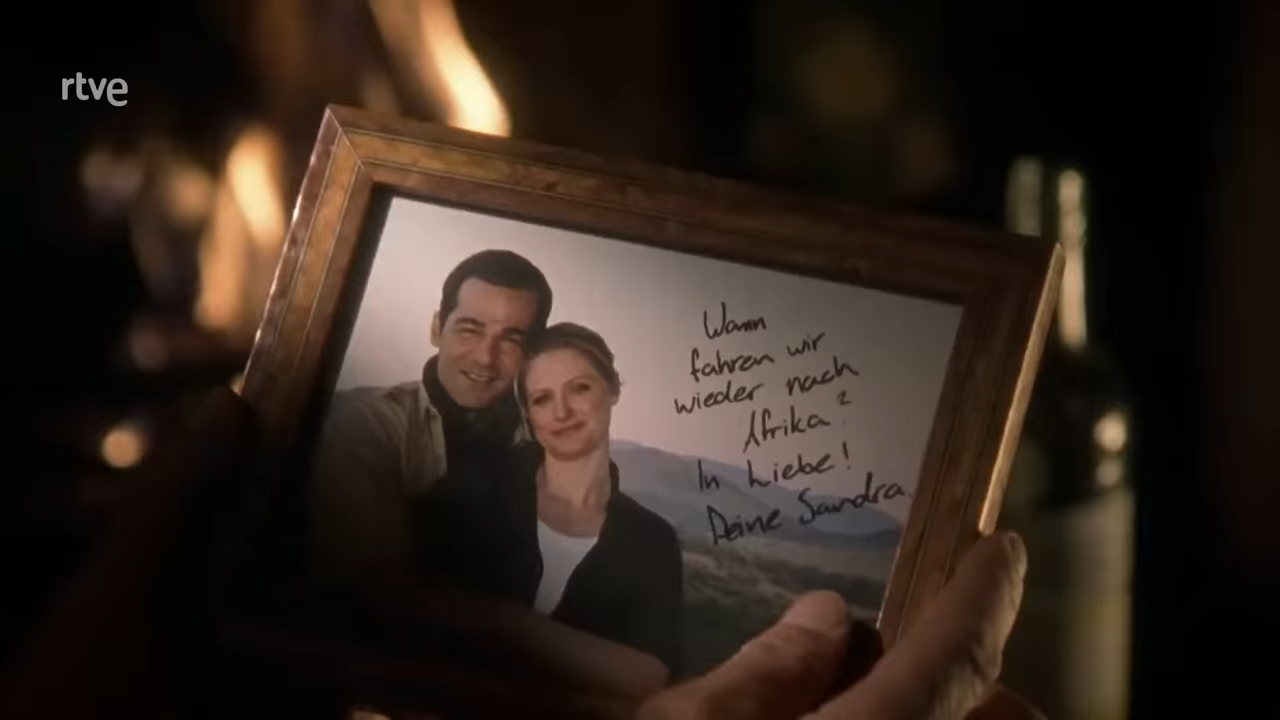 rtve
Wann
fahren wir
wieder nach
Afrika?
In Liebe!
Deine Sandra